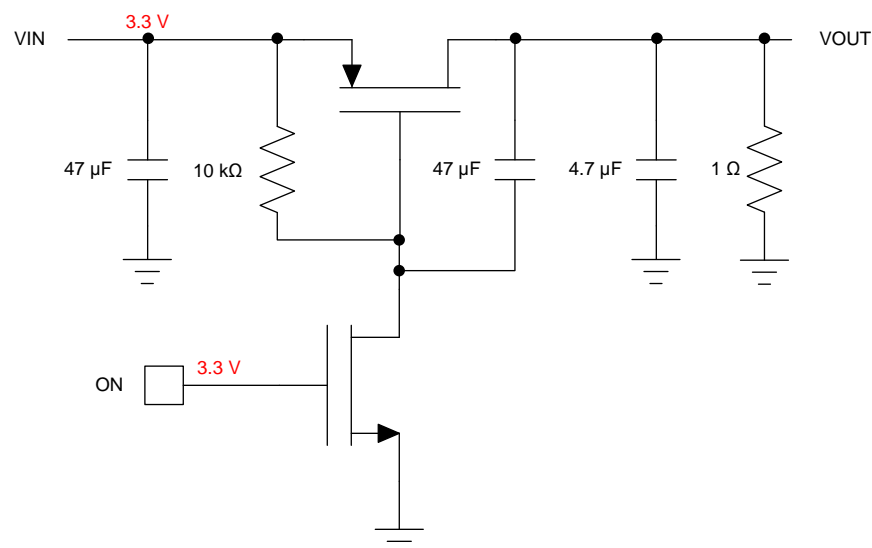 3.3 V
VIN
VOUT
47 µF
10 kΩ
47 µF
4.7 µF
1 Ω
3.3 V
ON